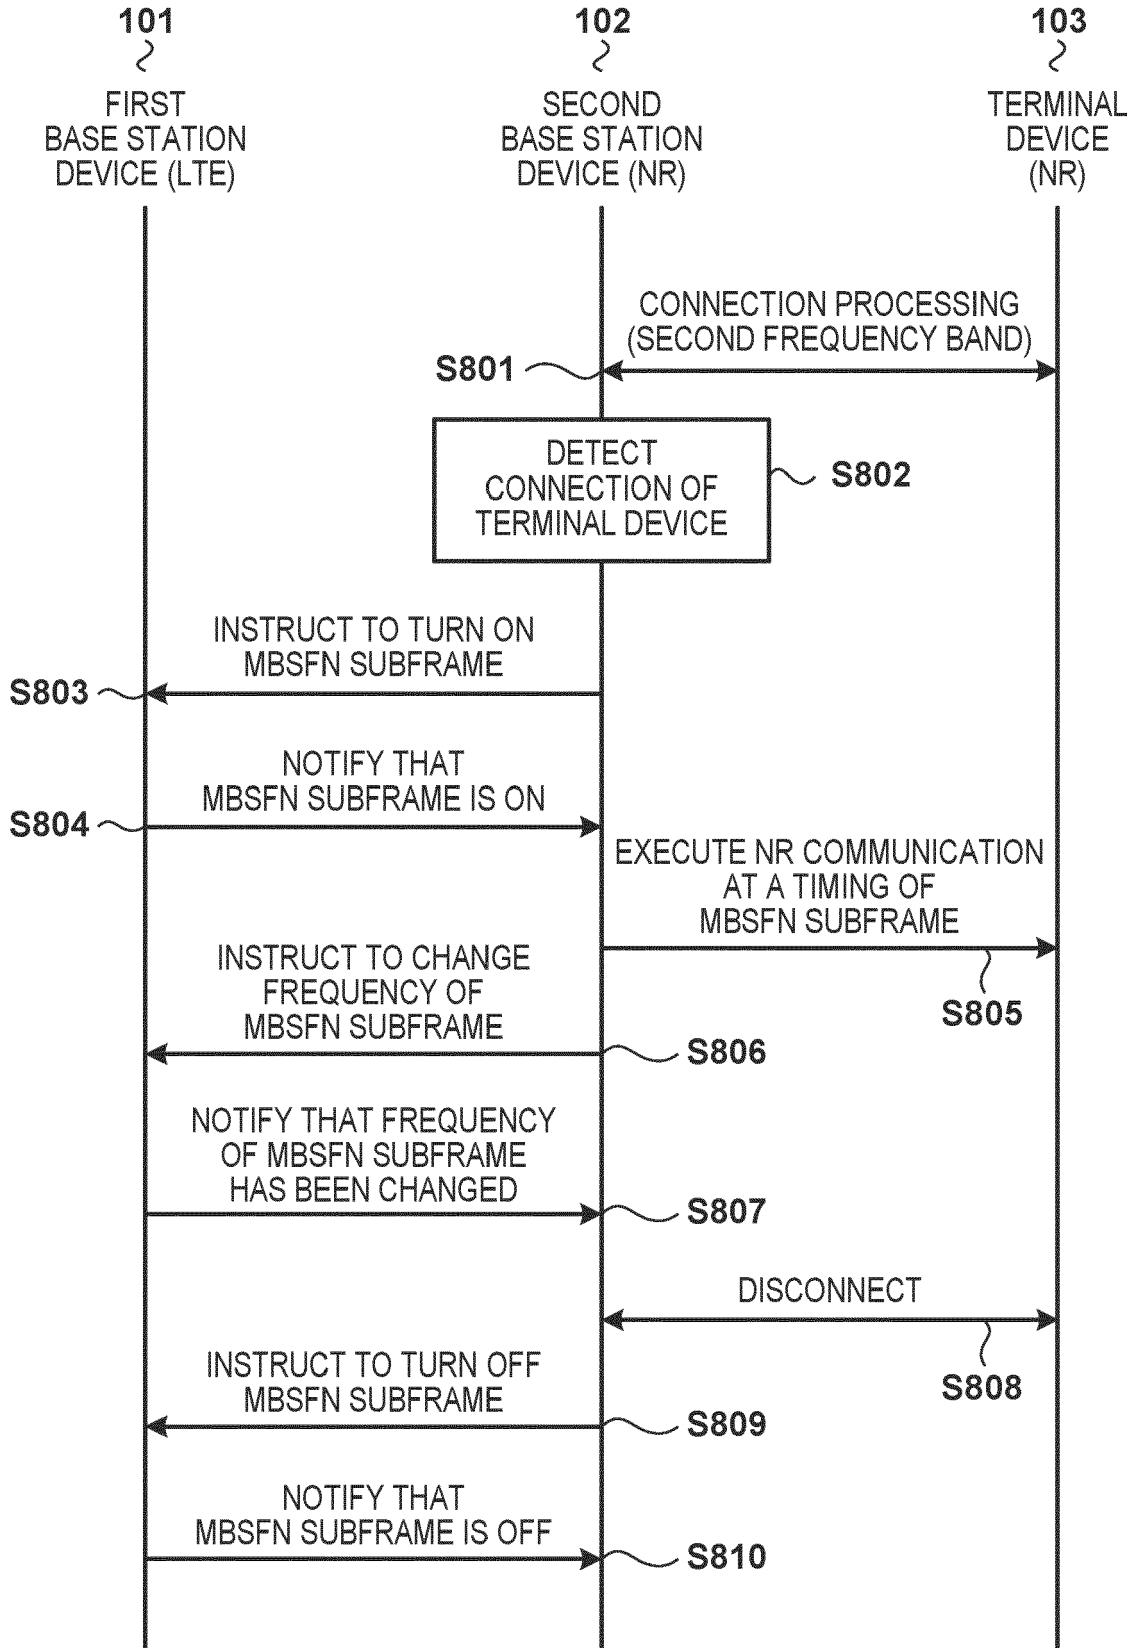 101
102
103
FIRST
BASE STATION
DEVICE (LTE)
SECOND
BASE STATION
DEVICE (NR)
TERMINAL
DEVICE
(NR)
CONNECTION PROCESSING
(SECOND FREQUENCY BAND)
S801
DETECT
CONNECTION OF
TERMINAL DEVICE
S802
INSTRUCT TO TURN ON
MBSFN SUBFRAME
S803
NOTIFY THAT
MBSFN SUBFRAME IS ON
S804
EXECUTE NR COMMUNICATION
AT A TIMING OF
MBSFN SUBFRAME
S805
INSTRUCT TO CHANGE
FREQUENCY OF
MBSFN SUBFRAME
S806
NOTIFY THAT FREQUENCY
OF MBSFN SUBFRAME
HAS BEEN CHANGED
S807
DISCONNECT
S808
INSTRUCT TO TURN OFF
MBSFN SUBFRAME
S809
NOTIFY THAT
MBSFN SUBFRAME IS OFF
S810